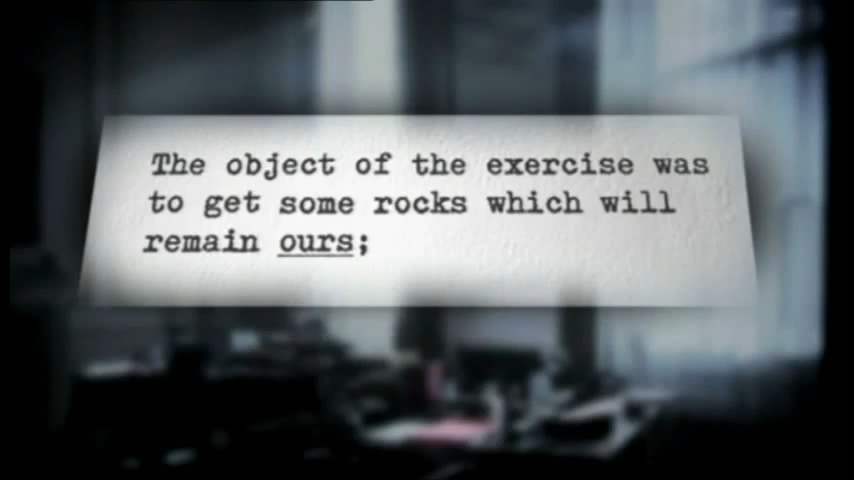 The object of the exercise was
to get some rocks which will
remain ours;